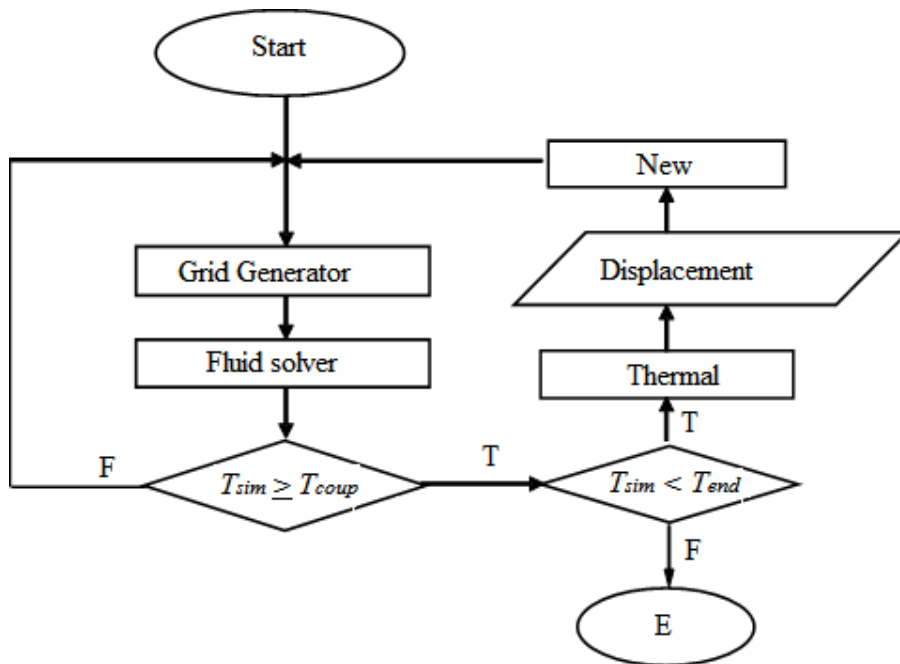 Start
New
Grid Generator
Displacement
Fluid solver
Thermal
T
F
T
Tsim ≥ Tcoup
Tsim < Tend
F
E